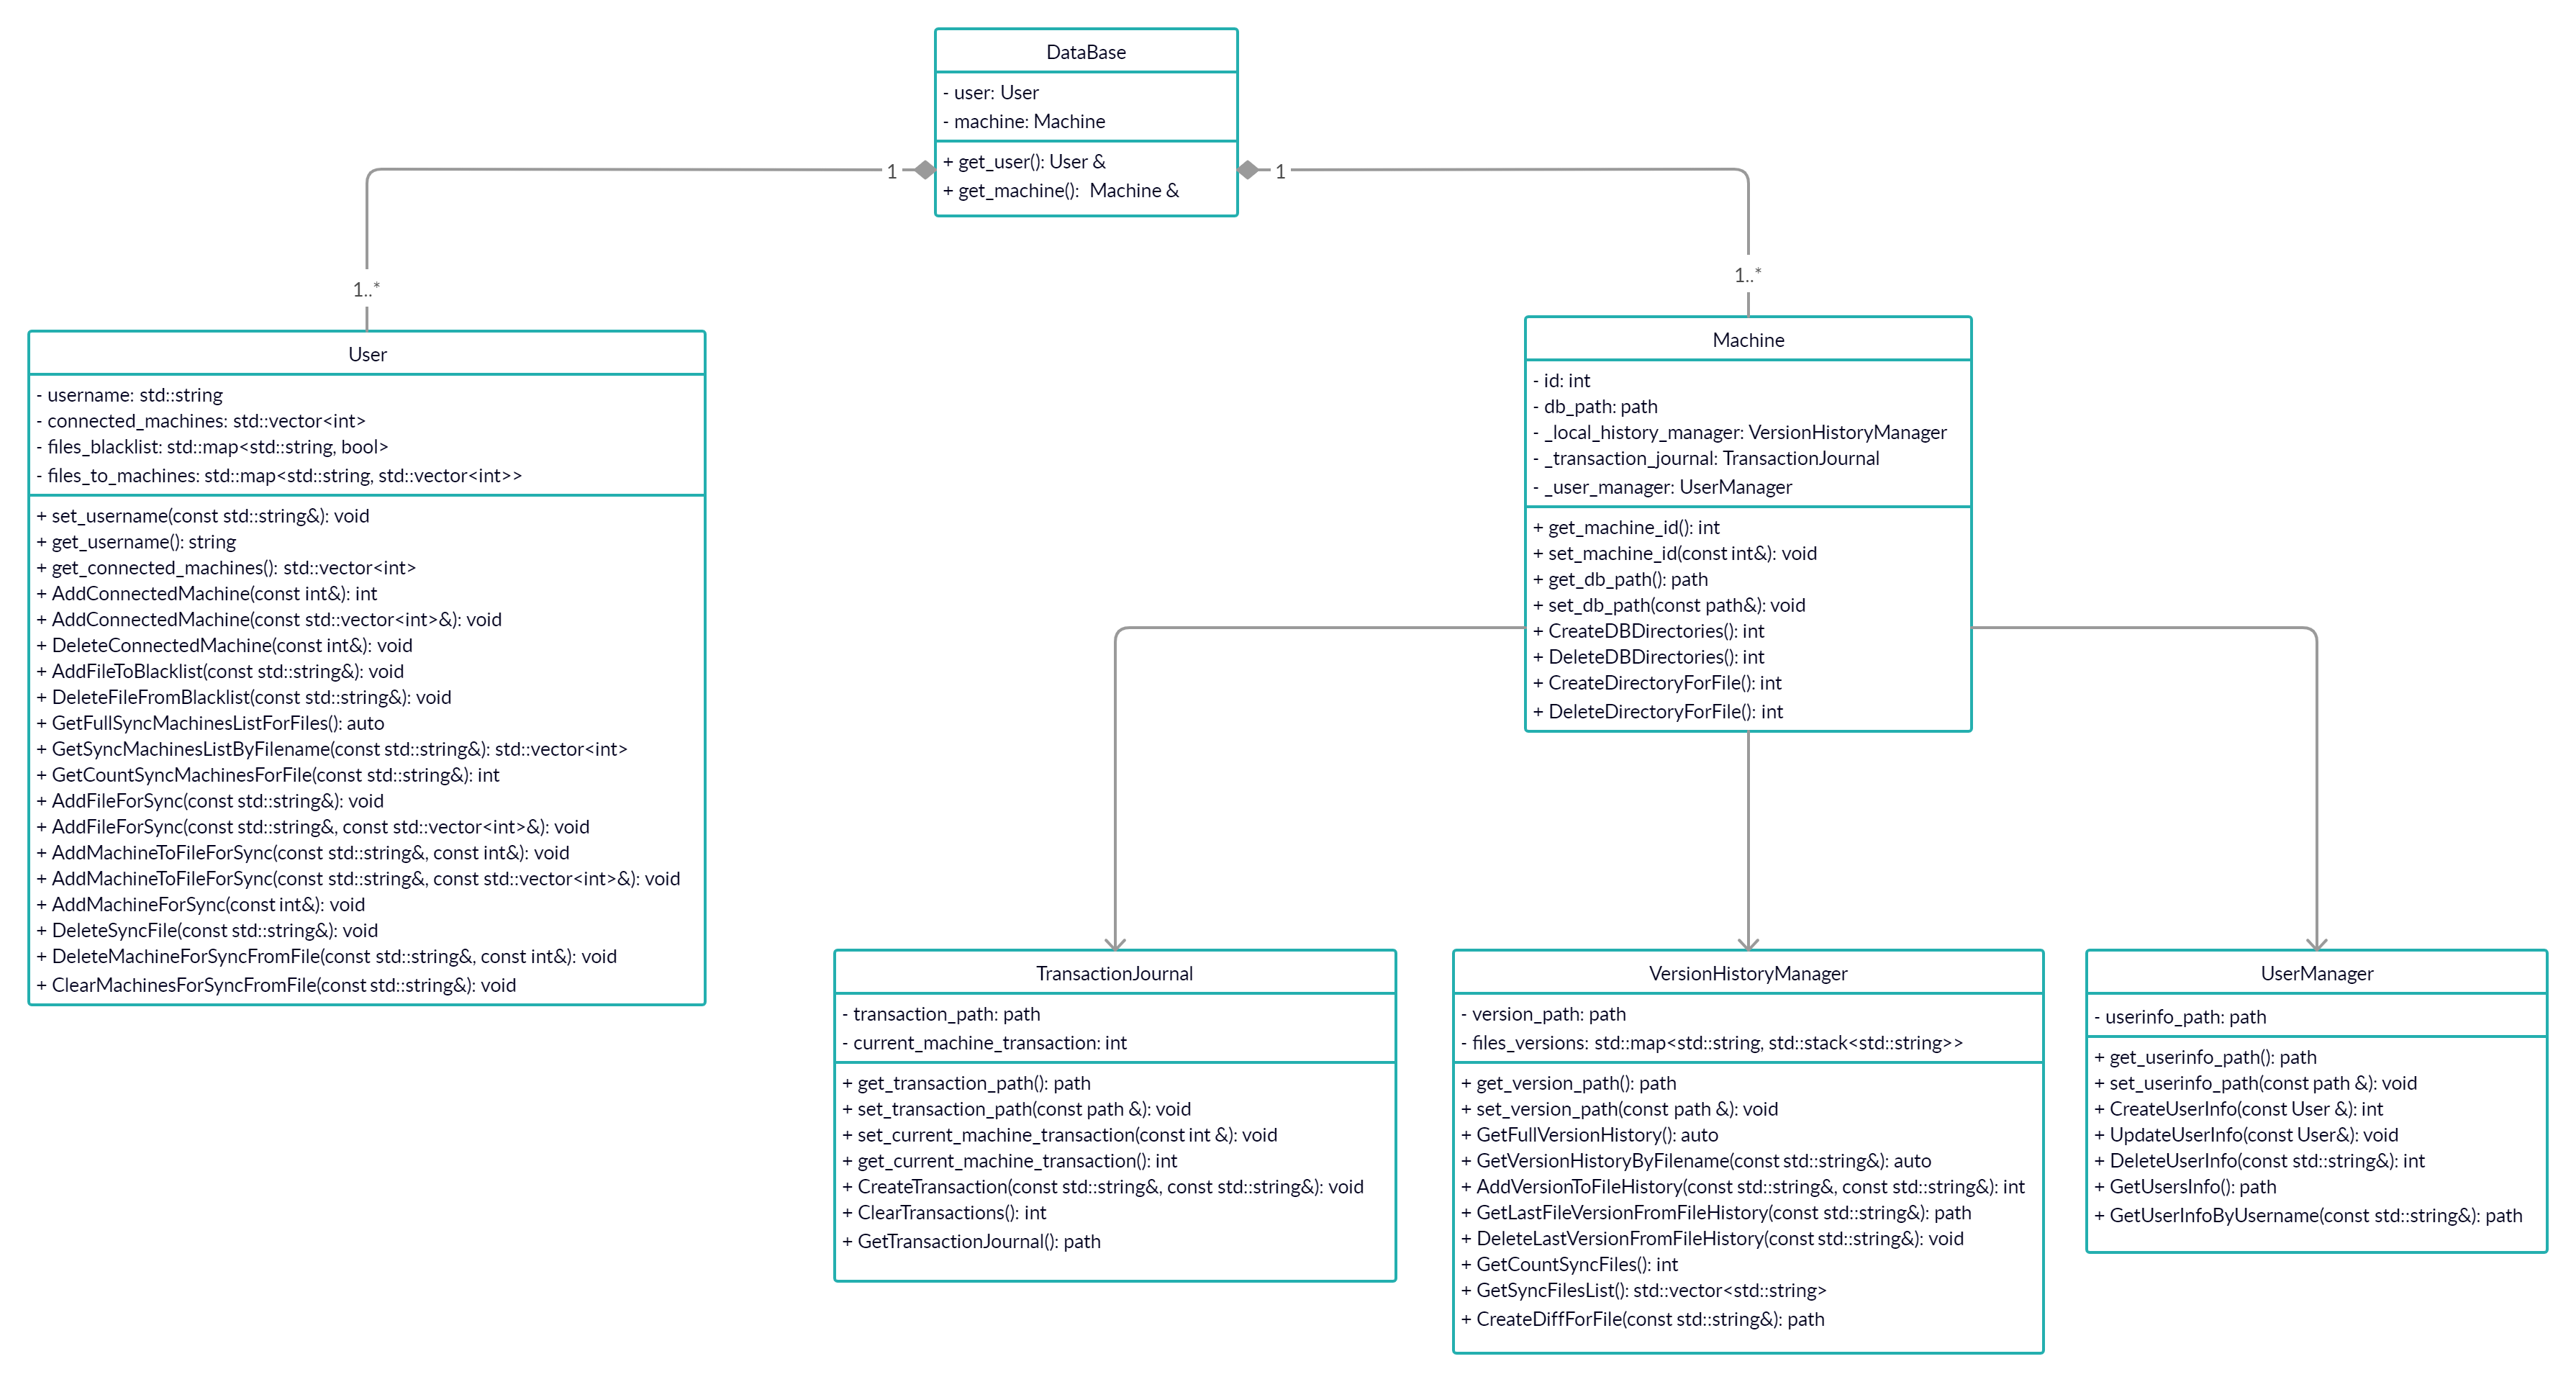 DataBase
- user: User
- machine: Machine
+ get_user(): User &
+ get_machine():  Machine &
1
1
1..*
1..*
User
- username: std::string
- connected_machines: std::vector<int>
- files_blacklist: std::map<std::string, bool>
- files_to_machines: std::map<std::string, std::vector<int>>
+ set_username(const std::string&): void
+ get_username(): string
+ get_connected_machines(): std::vector<int>
+ AddConnectedMachine(const int&): int
+ AddConnectedMachine(const std::vector<int>&): void
+ DeleteConnectedMachine(const int&): void
+ AddFileToBlacklist(const std::string&): void
+ DeleteFileFromBlacklist(const std::string&): void
+ GetFullSyncMachinesListForFiles(): auto
+ GetSyncMachinesListByFilename(const std::string&): std::vector<int>
+ GetCountSyncMachinesForFile(const std::string&): int
+ AddFileForSync(const std::string&): void
+ AddFileForSync(const std::string&, const std::vector<int>&): void
+ AddMachineToFileForSync(const std::string&, const int&): void
+ AddMachineToFileForSync(const std::string&, const std::vector<int>&): void
+ AddMachineForSync(const int&): void
+ DeleteSyncFile(const std::string&): void
+ DeleteMachineForSyncFromFile(const std::string&, const int&): void
+ ClearMachinesForSyncFromFile(const std::string&): void
Machine
- id: int
- db_path: path
- _local_history_manager: VersionHistoryManager
- _transaction_journal: TransactionJournal
- _user_manager: UserManager
+ get_machine_id(): int
+ set_machine_id(const int&): void
+ get_db_path(): path
+ set_db_path(const path&): void
+ CreateDBDirectories(): int
+ DeleteDBDirectories(): int
+ CreateDirectoryForFile(): int
+ DeleteDirectoryForFile(): int
TransactionJournal
- transaction_path: path
- current_machine_transaction: int
+ get_transaction_path(): path
+ set_transaction_path(const path &): void
+ set_current_machine_transaction(const int &): void
+ get_current_machine_transaction(): int
+ CreateTransaction(const std::string&, const std::string&): void
+ ClearTransactions(): int
+ GetTransactionJournal(): path
VersionHistoryManager
- version_path: path
- files_versions: std::map<std::string, std::stack<std::string>>
+ get_version_path(): path
+ set_version_path(const path &): void
+ GetFullVersionHistory(): auto
+ GetVersionHistoryByFilename(const std::string&): auto
+ AddVersionToFileHistory(const std::string&, const std::string&): int
+ GetLastFileVersionFromFileHistory(const std::string&): path
+ DeleteLastVersionFromFileHistory(const std::string&): void
+ GetCountSyncFiles(): int
+ GetSyncFilesList(): std::vector<std::string>
+ CreateDiffForFile(const std::string&): path
UserManager
- userinfo_path: path
+ get_userinfo_path(): path
+ set_userinfo_path(const path &): void
+ CreateUserInfo(const User &): int
+ UpdateUserInfo(const User&): void
+ DeleteUserInfo(const std::string&): int
+ GetUsersInfo(): path
+ GetUserInfoByUsername(const std::string&): path